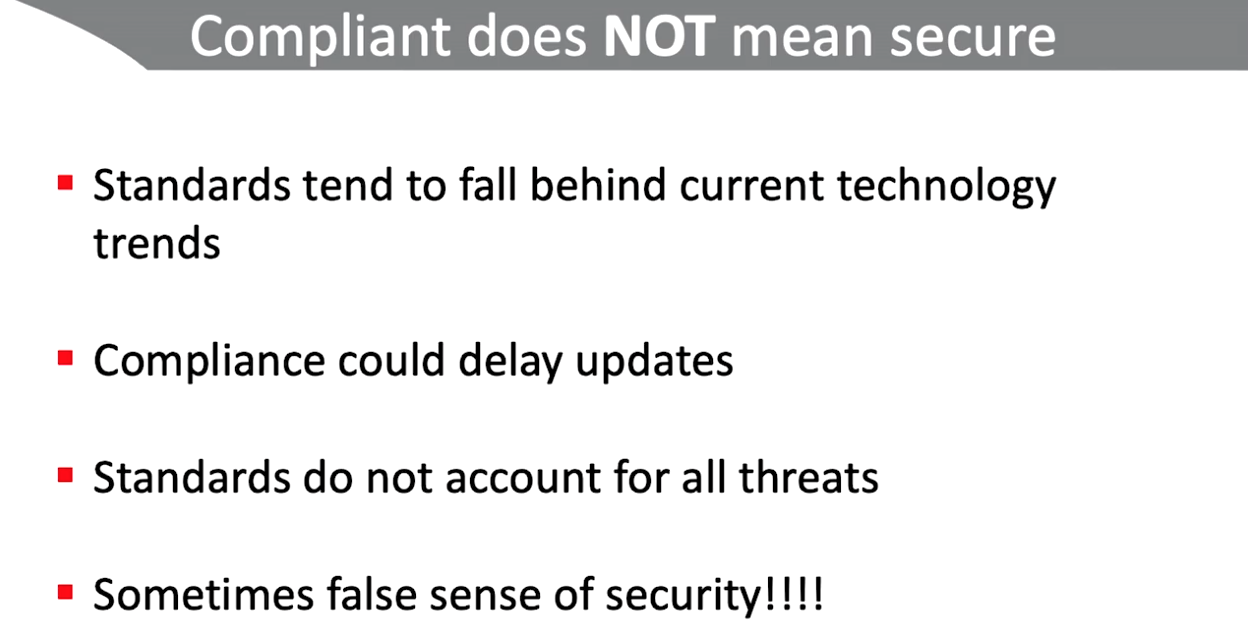 Compliant does NOT mean secure
Standards tend to fall behind current technology
trends
Compliance could delay updates
Standards do not account for all threats
Sometimes false sense of security!!!!